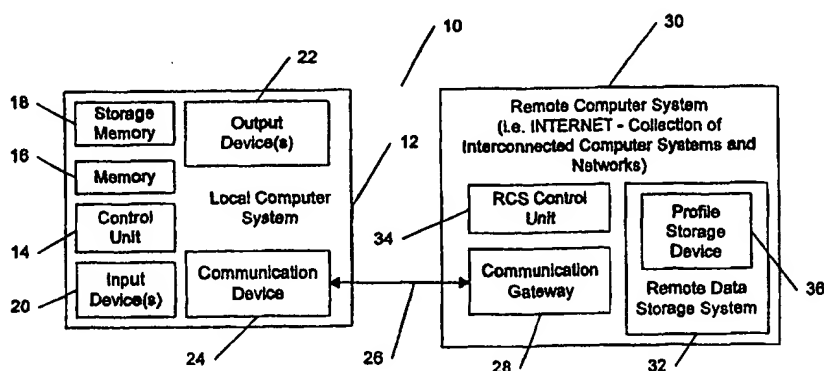 10
22
30
18
Storage
Memory
Output
Device(s)
12
16
Memory
Local Computer
System
14
Control
Unit
20
Input
Device(s)
Communication
Device
24
26
Remote Computer System
(i.e. INTERNET - Collection of
Interconnected Computer Systems and
Networks)
RCS Control
Unit
34
Communication
Gateway
28
Profile
Storage
Device
36
Remote Data
Storage System
32